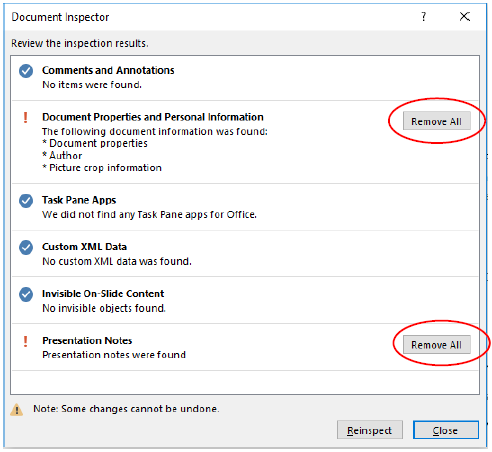 Document Inspector
Review the inspection results.
Comments and Annotations
No items were found.
! Document Properties and Personal Information
Remove All
The following document information was found:
* Document properties
* Author
* Picture crop information
Task Pane Apps
We did not find any Task Pane apps for Office.
Custom XML Data
No custom XML data was found.
Invisible On-Slide Content
No invisible objects found.
! Presentation Notes
Remove All
Presentation notes were found
Note: Some changes cannot be undone.
Reinspect Close